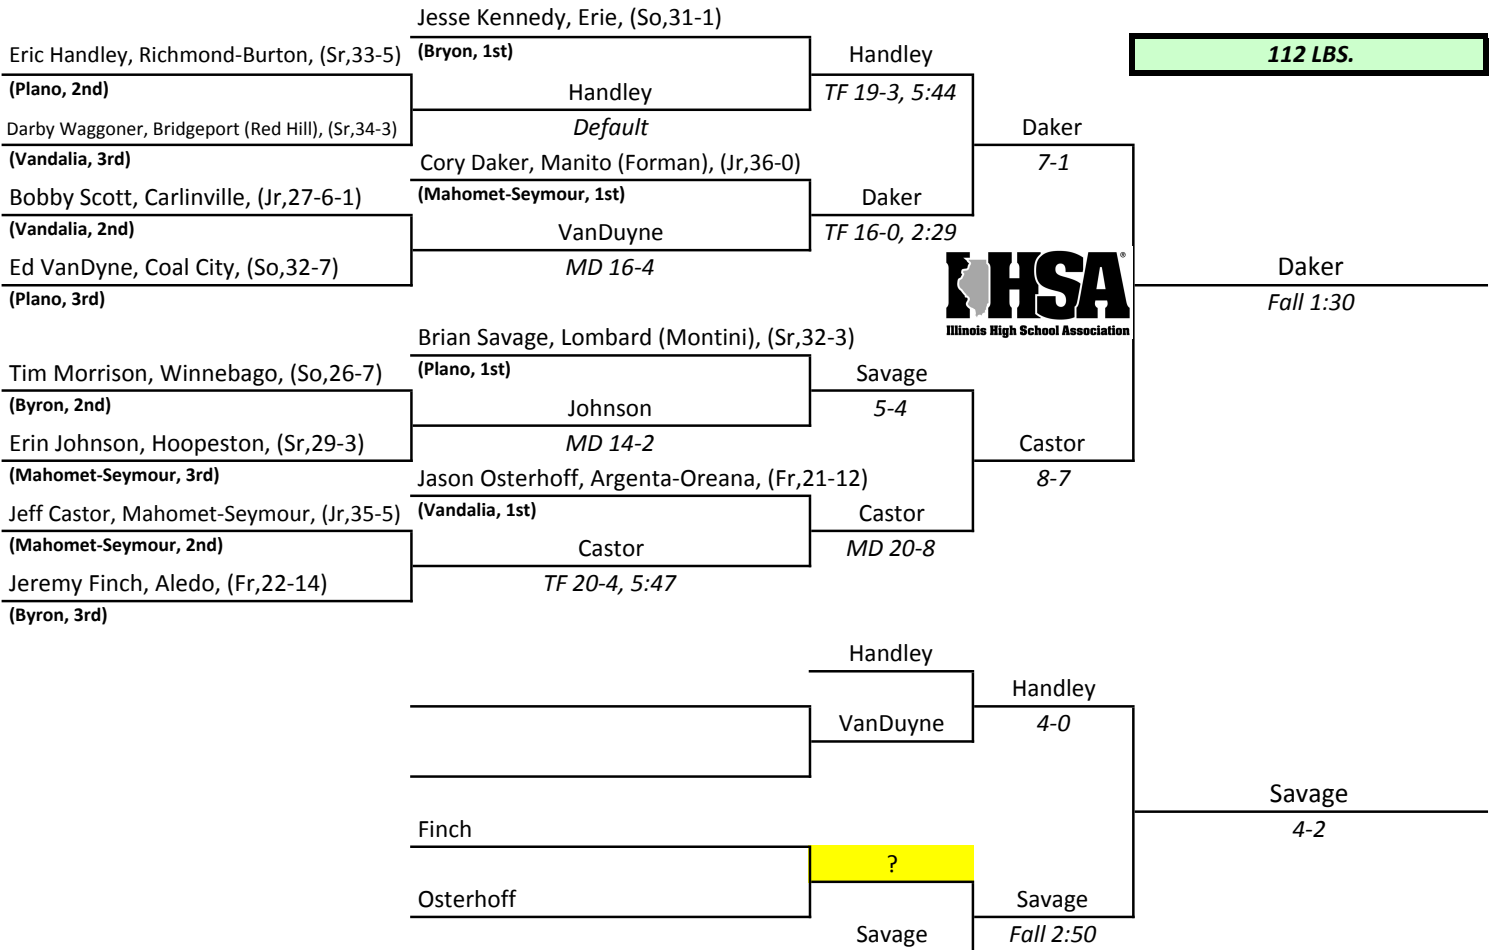 Jesse Kennedy, Erie, (So,31-1)
Eric Handley, Richmond-Burton, (Sr,33-5)
(Bryon, 1st)
Handley
112 LBS.
(Plano, 2nd)
Handley
TF 19-3, 5:44
Darby Waggoner, Bridgeport (Red Hill), (Sr,34-3)
Default
Daker
(Vandalia, 3rd)
Cory Daker, Manito (Forman), (Jr,36-0)
7-1
Bobby Scott, Carlinville, (Jr,27-6-1)
(Mahomet-Seymour, 1st)
Daker
(Vandalia, 2nd)
VanDuyne
TF 16-0, 2:29
Ed VanDyne, Coal City, (So,32-7)
MD 16-4
IHSA
®
Daker
(Plano, 3rd)
Fall 1:30
Illinois High School Association
Brian Savage, Lombard (Montini), (Sr,32-3)
Tim Morrison, Winnebago, (So,26-7)
(Plano, 1st)
Savage
(Byron, 2nd)
Johnson
5-4
Erin Johnson, Hoopeston, (Sr,29-3)
MD 14-2
Castor
(Mahomet-Seymour, 3rd)
Jason Osterhoff, Argenta-Oreana, (Fr,21-12)
8-7
Jeff Castor, Mahomet-Seymour, (Jr,35-5)
(Vandalia, 1st)
Castor
(Mahomet-Seymour, 2nd)
Castor
MD 20-8
Jeremy Finch, Aledo, (Fr,22-14)
TF 20-4, 5:47
(Byron, 3rd)
Handley
Handley
VanDuyne
4-0
Savage
Finch
4-2
?
Osterhoff
Savage
Savage
Fall 2:50